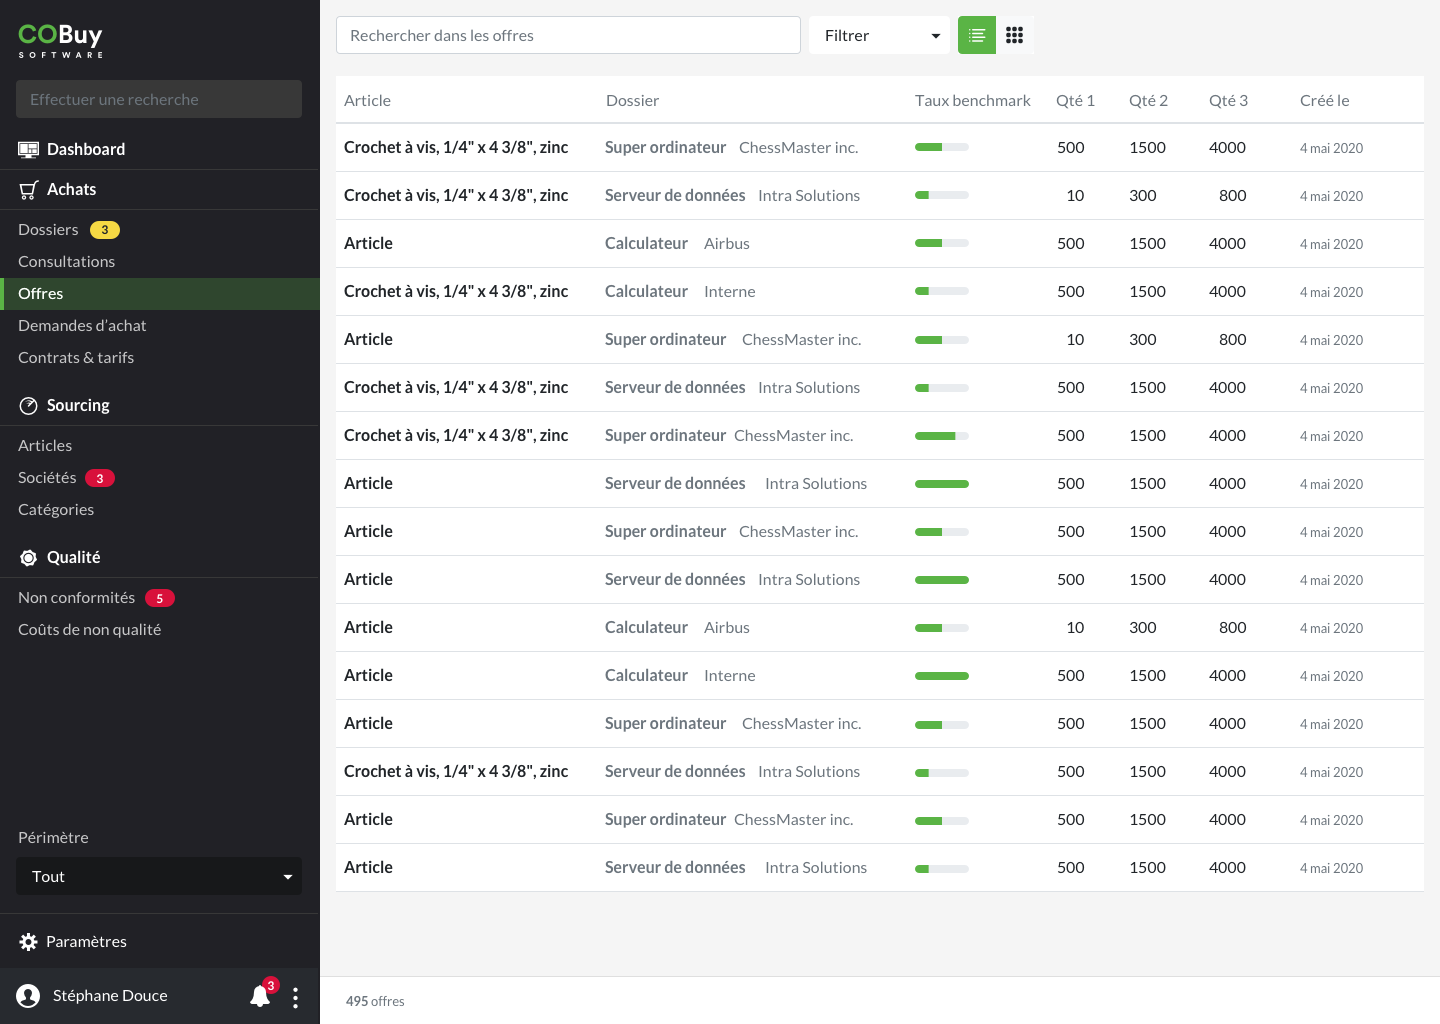 COBuy
SOFTWARE
Effectuer une recherche
Dashboard
Achats
Dossiers 3
Consultations
Offres
Demandes d’achat
Contrats & tarifs
Sourcing
Articles
Sociétés 3
Catégories
Qualité
Non conformités 5
Coûts de non qualité
Périmètre
Tout
Paramètres
Stéphane Douce 3
Rechercher dans les offres Filtrer
Article Dossier Taux benchmark Qté 1 Qté 2 Qté 3 Créé le
Crochet à vis, 1/4" x 4 3/8", zinc Super ordinateur ChessMaster inc. 500 1500 4000 4 mai 2020
Crochet à vis, 1/4" x 4 3/8", zinc Serveur de données Intra Solutions 10 300 800 4 mai 2020
Article Calculateur Airbus 500 1500 4000 4 mai 2020
Crochet à vis, 1/4" x 4 3/8", zinc Calculateur Interne 500 1500 4000 4 mai 2020
Article Super ordinateur ChessMaster inc. 10 300 800 4 mai 2020
Crochet à vis, 1/4" x 4 3/8", zinc Serveur de données Intra Solutions 500 1500 4000 4 mai 2020
Crochet à vis, 1/4" x 4 3/8", zinc Super ordinateur ChessMaster inc. 500 1500 4000 4 mai 2020
Article Serveur de données Intra Solutions 500 1500 4000 4 mai 2020
Article Super ordinateur ChessMaster inc. 500 1500 4000 4 mai 2020
Article Serveur de données Intra Solutions 500 1500 4000 4 mai 2020
Article Calculateur Airbus 10 300 800 4 mai 2020
Article Calculateur Interne 500 1500 4000 4 mai 2020
Article Super ordinateur ChessMaster inc. 500 1500 4000 4 mai 2020
Crochet à vis, 1/4" x 4 3/8", zinc Serveur de données Intra Solutions 500 1500 4000 4 mai 2020
Article Super ordinateur ChessMaster inc. 500 1500 4000 4 mai 2020
Article Serveur de données Intra Solutions 500 1500 4000 4 mai 2020
495 offres